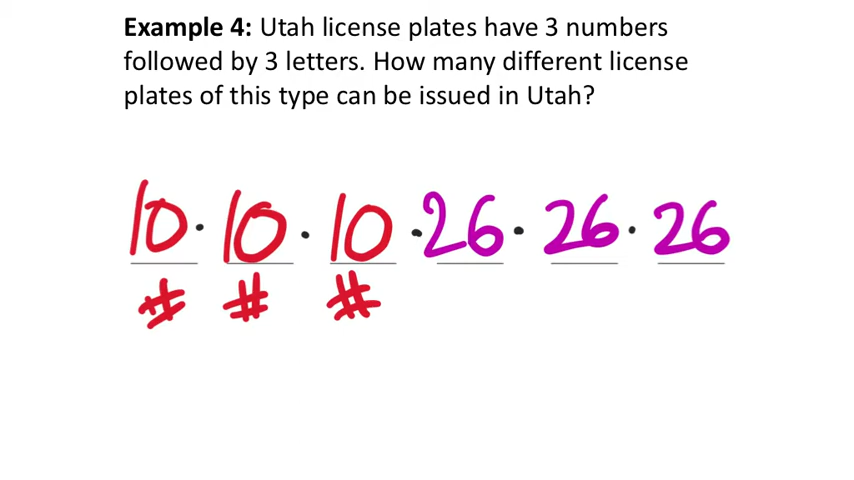 Example 4: Utah license plates have 3 numbers
followed by 3 letters. How many different license
plates of this type can be issued in Utah?
10 · 10 · 10 · 26 · 26 · 26
# # #